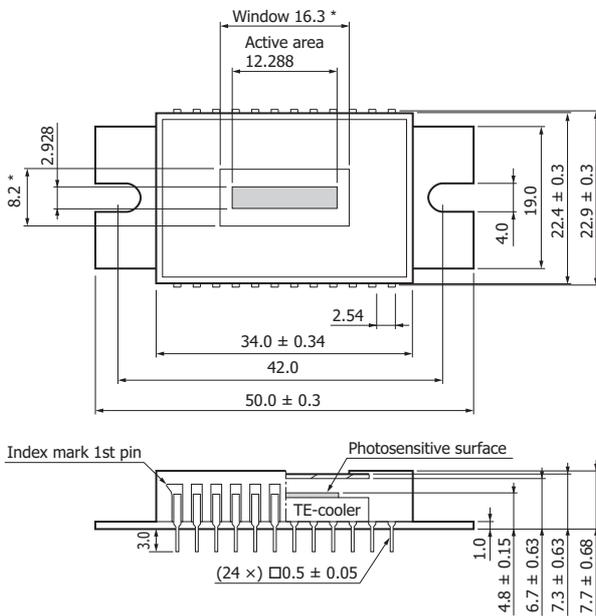 Window 16.3 *
Active area
12.288
2.928
8.2 *
4.0
19.0
22.4 ± 0.3
22.9 ± 0.3
2.54
34.0 ± 0.34
42.0
50.0 ± 0.3
Index mark 1st pin
Photosensitive surface
TE-cooler
3.0
(24 ×) □0.5 ± 0.05
1.0
4.8 ± 0.15
6.7 ± 0.63
7.3 ± 0.63
7.7 ± 0.68